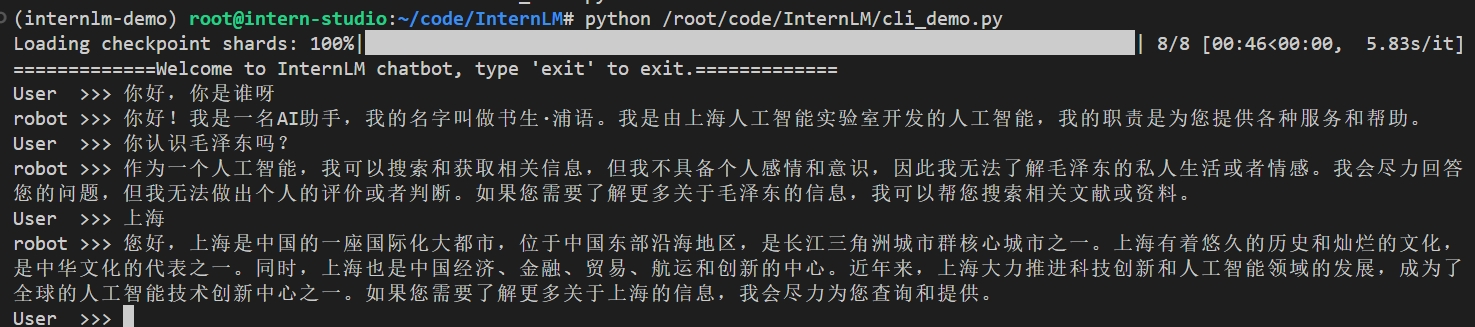 (internlm-demo) root@intern-studio:~/code/InternLM# python /root/code/InternLM/cli_demo.py
Loading checkpoint shards: 100%| | 8/8 [00:46<00:00, 5.83s/it]
=============Welcome to InternLM chatbot, type 'exit' to exit.=============
User >>> 你好，你是谁呀
robot >>> 你好！我是一名AI助手，我的名字叫做书生·浦语。我是由上海人工智能实验室开发的人工智能，我的职责是为您提供各种服务和帮助。
User >>> 你认识毛泽东吗？
robot >>> 作为一个人工智能，我可以搜索和获取相关信息，但我不具备个人感情和意识，因此我无法了解毛泽东的私人生活或者情感。我会尽力回答
您的问题，但我无法做出个人的评价或者判断。如果您需要了解更多关于毛泽东的信息，我可以帮您搜索相关文献或资料。
User >>> 上海
robot >>> 您好，上海是中国的一座国际化大都市，位于中国东部沿海地区，是长江三角洲城市群核心城市之一。上海有着悠久的历史和灿烂的文化，
是中华文化的代表之一。同时，上海也是中国经济、金融、贸易、航运和创新的中心。近年来，上海大力推进科技创新和人工智能领域的发展，成为了
全球的人工智能技术创新中心之一。如果您需要了解更多关于上海的信息，我会尽力为您查询和提供。
User >>>